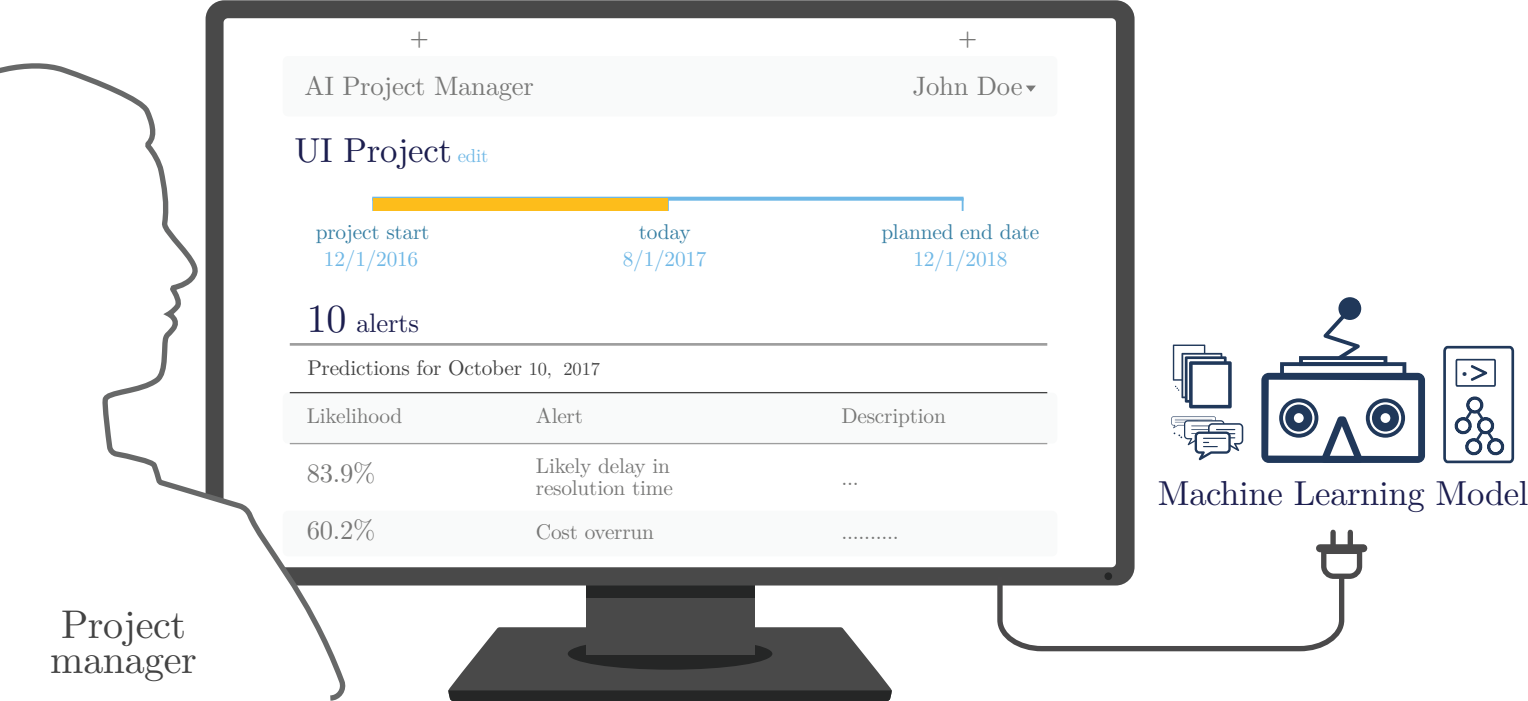 + +
AI Project Manager John Doe
UI Project edit
project start today planned end date
12/1/2016 8/1/2017 12/1/2018
10 alerts
Predictions for October 10, 2017
Likelihood Alert Description
83.9% Likely delay in
resolution time ...
60.2% Cost overrun ..........
.>
Machine Learning Model
Project
manager